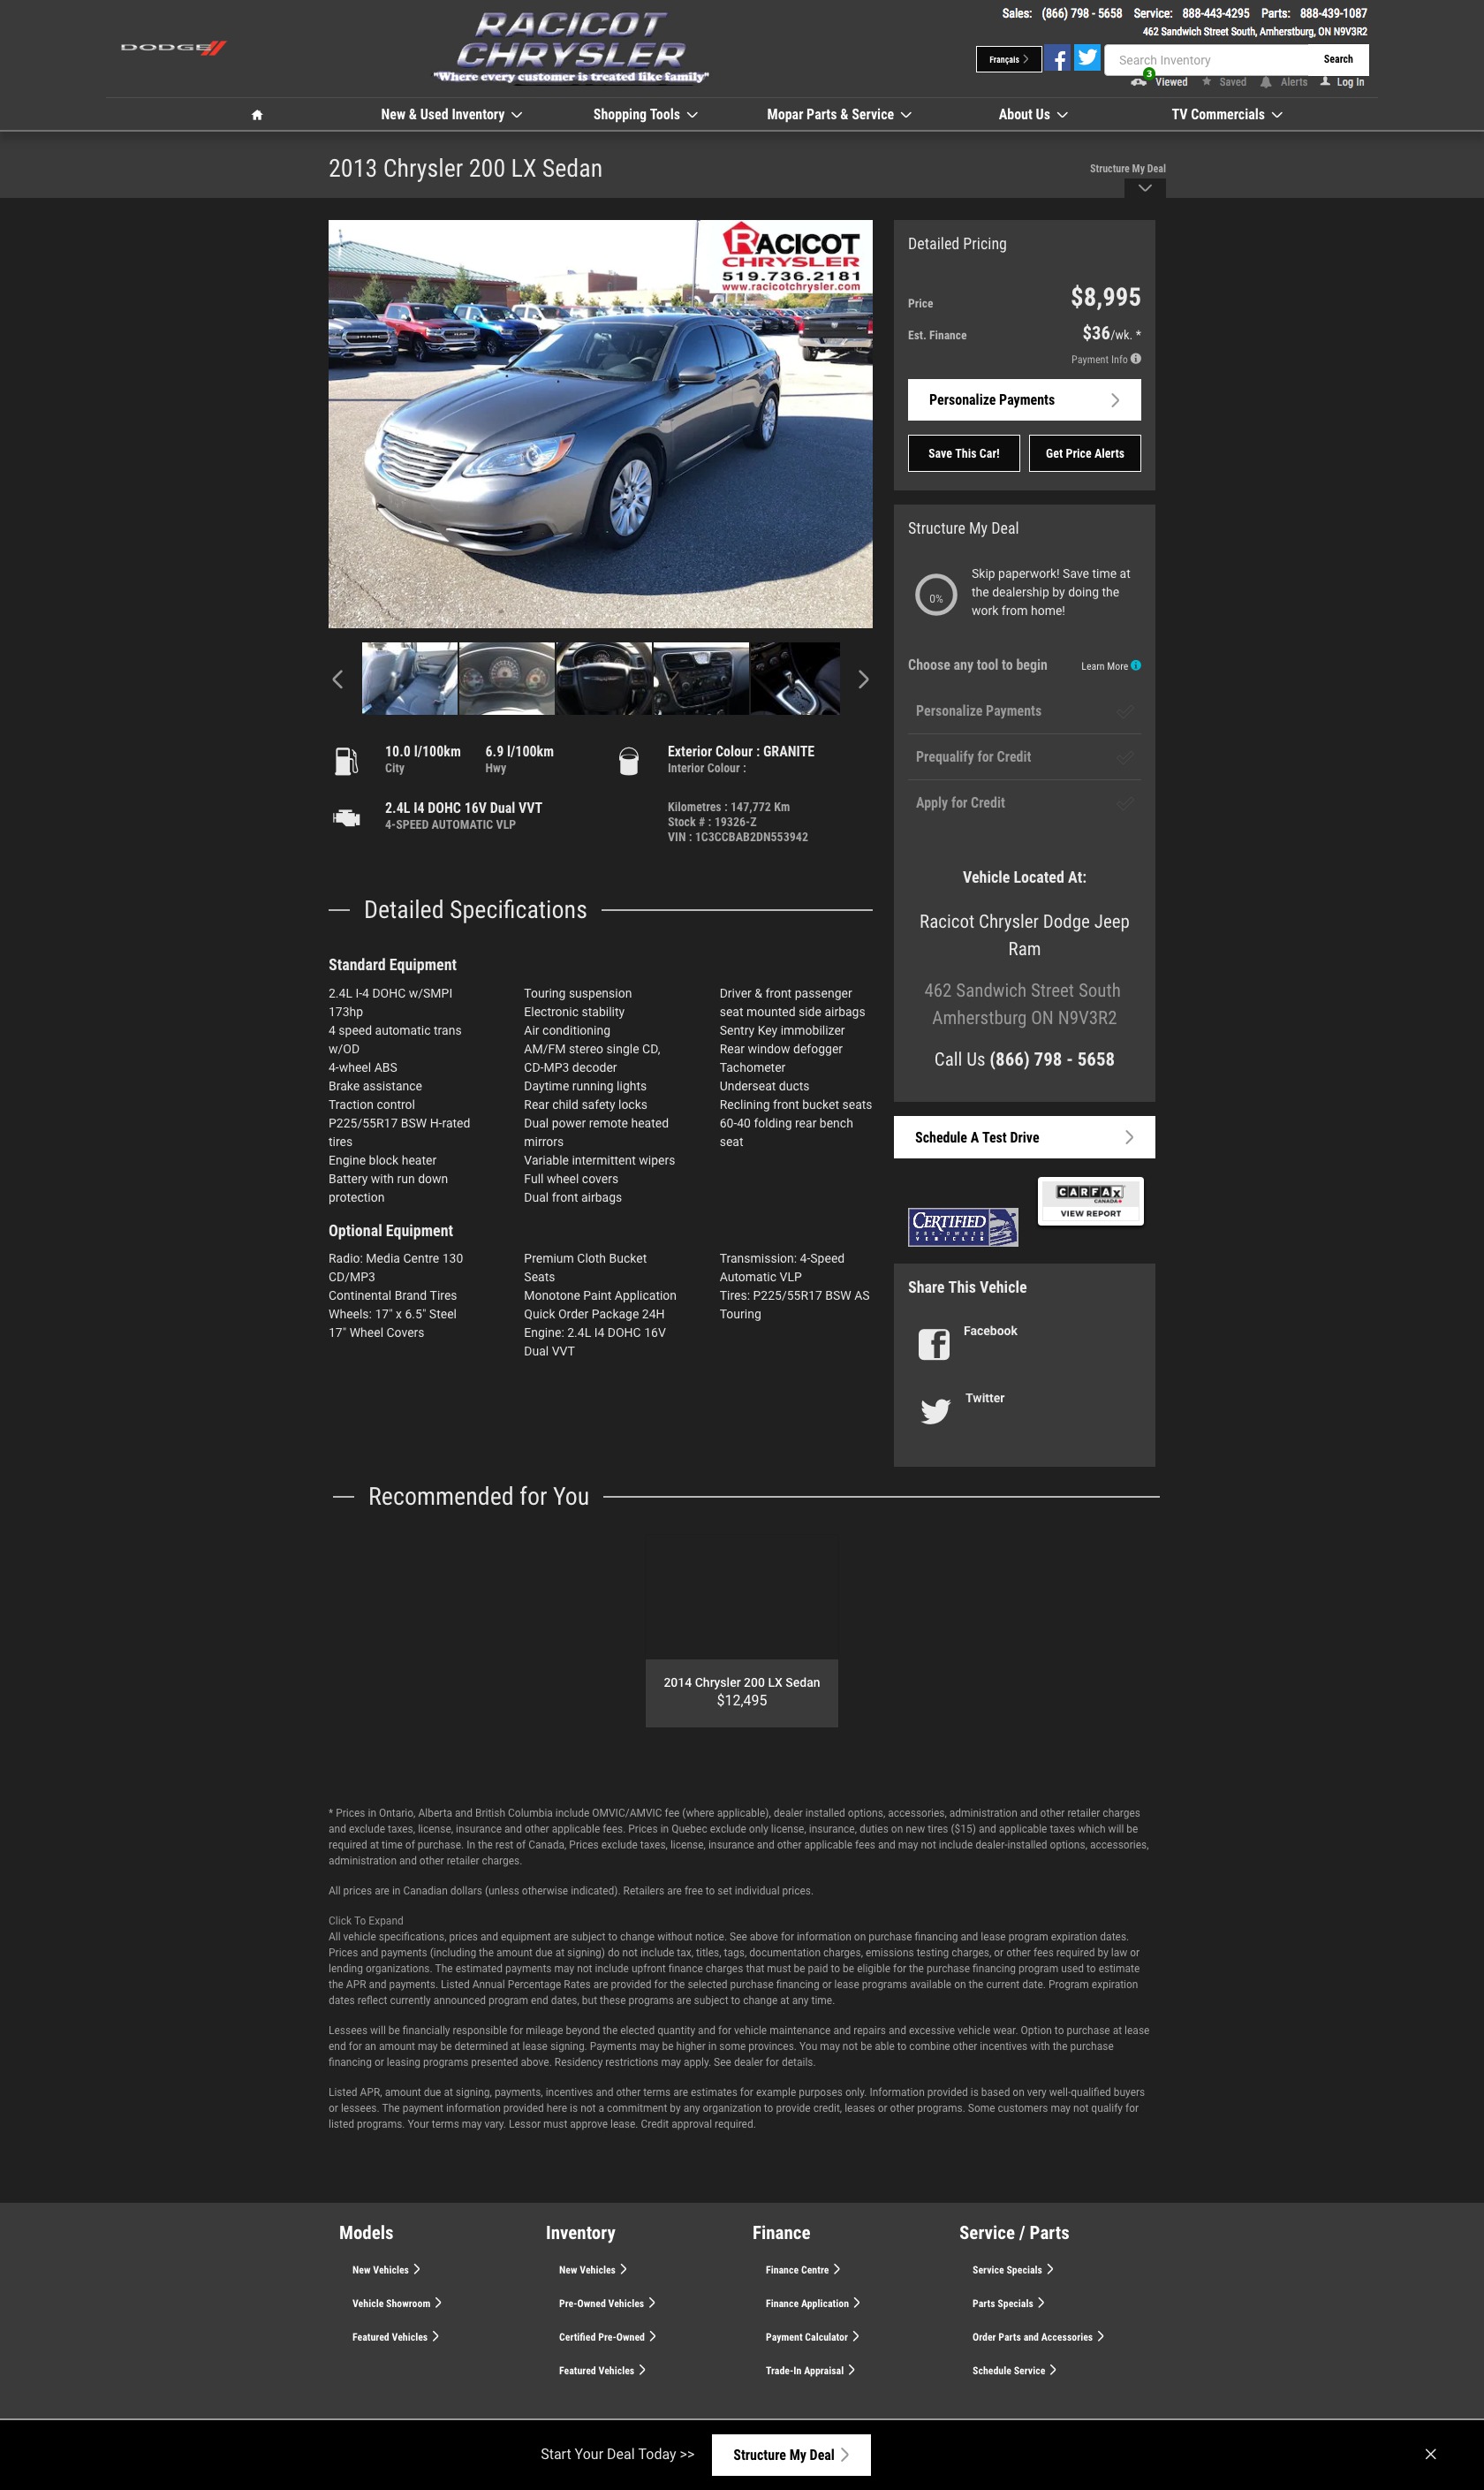 DODGE
RACICOT
CHRYSLER
"Where every customer is treated like family"
Sales: (866) 798 - 5658 Service: 888-443-4295 Parts: 888-439-1087
462 Sandwich Street South, Amherstburg, ON N9V3R2
Français
Search Inventory
Search
3
Viewed
Saved
Alerts
Log In
New & Used Inventory
Shopping Tools
Mopar Parts & Service
About Us
TV Commercials
2013 Chrysler 200 LX Sedan
Structure My Deal
RACICOT
CHRYSLER
519.736.2181
www.racicotchrysler.com
10.0 l/100km
City
6.9 l/100km
Hwy
Exterior Colour : GRANITE
Interior Colour :
2.4L I4 DOHC 16V Dual VVT
4-SPEED AUTOMATIC VLP
Kilometres : 147,772 Km
Stock # : 19326-Z
VIN : 1C3CCBAB2DN553942
Detailed Pricing
Price
$8,995
Est. Finance
$36/wk. *
Payment Info
Personalize Payments
Save This Car!
Get Price Alerts
Structure My Deal
0%
Skip paperwork! Save time at
the dealership by doing the
work from home!
Choose any tool to begin
Learn More
Personalize Payments
Prequalify for Credit
Apply for Credit
Vehicle Located At:
Racicot Chrysler Dodge Jeep
Ram
462 Sandwich Street South
Amherstburg ON N9V3R2
Call Us (866) 798 - 5658
Schedule A Test Drive
CERTIFIED
PRE-OWNED
VEHICLES
CARFAX
CANADA
VIEW REPORT
Share This Vehicle
Facebook
Twitter
Detailed Specifications
Standard Equipment
2.4L I-4 DOHC w/SMPI
173hp
4 speed automatic trans
w/OD
4-wheel ABS
Brake assistance
Traction control
P225/55R17 BSW H-rated
tires
Engine block heater
Battery with run down
protection
Touring suspension
Electronic stability
Air conditioning
AM/FM stereo single CD,
CD-MP3 decoder
Daytime running lights
Rear child safety locks
Dual power remote heated
mirrors
Variable intermittent wipers
Full wheel covers
Dual front airbags
Driver & front passenger
seat mounted side airbags
Sentry Key immobilizer
Rear window defogger
Tachometer
Underseat ducts
Reclining front bucket seats
60-40 folding rear bench
seat
Optional Equipment
Radio: Media Centre 130
CD/MP3
Continental Brand Tires
Wheels: 17" x 6.5" Steel
17" Wheel Covers
Premium Cloth Bucket
Seats
Monotone Paint Application
Quick Order Package 24H
Engine: 2.4L I4 DOHC 16V
Dual VVT
Transmission: 4-Speed
Automatic VLP
Tires: P225/55R17 BSW AS
Touring
Recommended for You
2014 Chrysler 200 LX Sedan
$12,495
* Prices in Ontario, Alberta and British Columbia include OMVIC/AMVIC fee (where applicable), dealer installed options, accessories, administration and other retailer charges
and exclude taxes, license, insurance and other applicable fees. Prices in Quebec exclude only license, insurance, duties on new tires ($15) and applicable taxes which will be
required at time of purchase. In the rest of Canada, Prices exclude taxes, license, insurance and other applicable fees and may not include dealer-installed options, accessories,
administration and other retailer charges.
All prices are in Canadian dollars (unless otherwise indicated). Retailers are free to set individual prices.
Click To Expand
All vehicle specifications, prices and equipment are subject to change without notice. See above for information on purchase financing and lease program expiration dates.
Prices and payments (including the amount due at signing) do not include tax, titles, tags, documentation charges, emissions testing charges, or other fees required by law or
lending organizations. The estimated payments may not include upfront finance charges that must be paid to be eligible for the purchase financing program used to estimate
the APR and payments. Listed Annual Percentage Rates are provided for the selected purchase financing or lease programs available on the current date. Program expiration
dates reflect currently announced program end dates, but these programs are subject to change at any time.
Lessees will be financially responsible for mileage beyond the elected quantity and for vehicle maintenance and repairs and excessive vehicle wear. Option to purchase at lease
end for an amount may be determined at lease signing. Payments may be higher in some provinces. You may not be able to combine other incentives with the purchase
financing or leasing programs presented above. Residency restrictions may apply. See dealer for details.
Listed APR, amount due at signing, payments, incentives and other terms are estimates for example purposes only. Information provided is based on very well-qualified buyers
or lessees. The payment information provided here is not a commitment by any organization to provide credit, leases or other programs. Some customers may not qualify for
listed programs. Your terms may vary. Lessor must approve lease. Credit approval required.
Models
New Vehicles
Vehicle Showroom
Featured Vehicles
Inventory
New Vehicles
Pre-Owned Vehicles
Certified Pre-Owned
Featured Vehicles
Finance
Finance Centre
Finance Application
Payment Calculator
Trade-In Appraisal
Service / Parts
Service Specials
Parts Specials
Order Parts and Accessories
Schedule Service
Start Your Deal Today >>
Structure My Deal